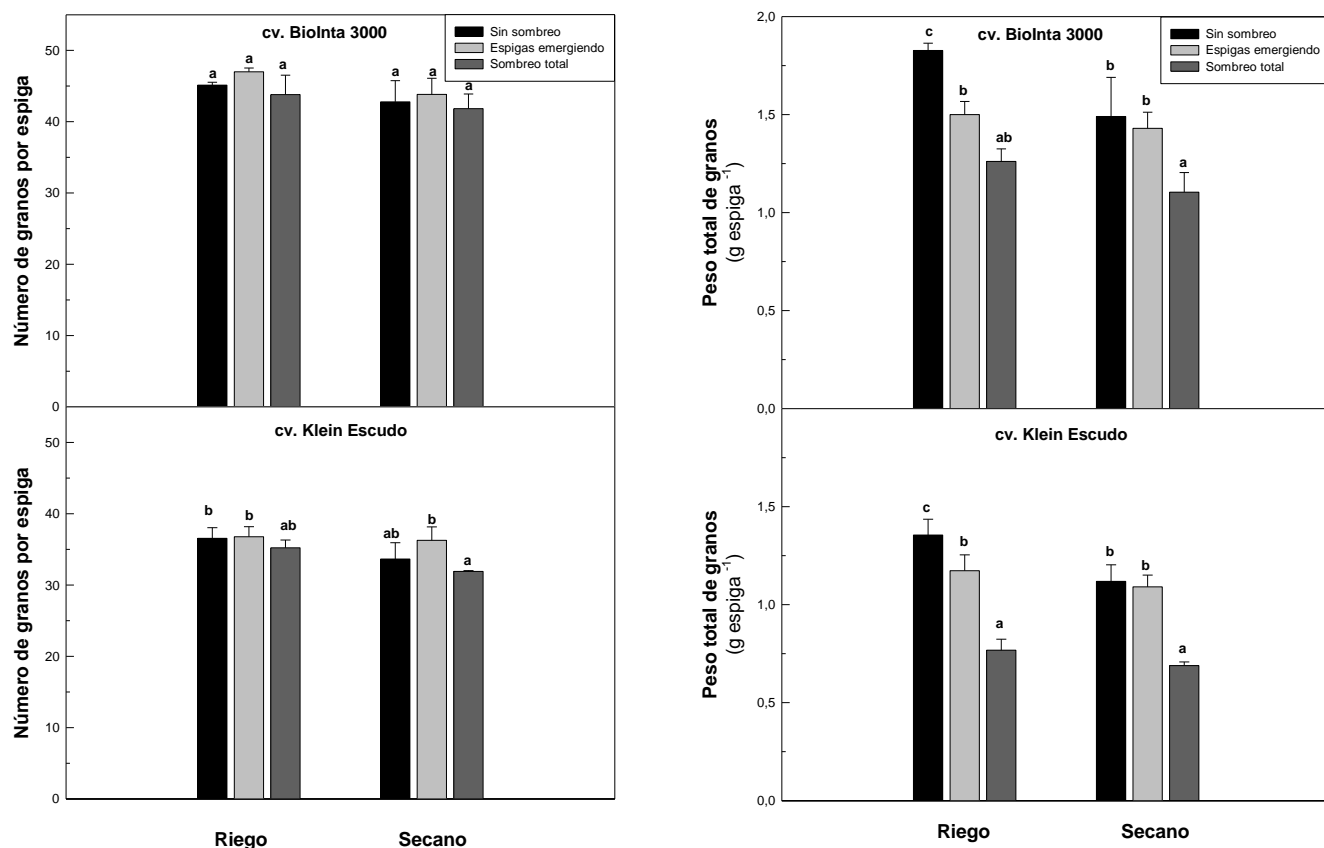 cv. BioInta 3000
Sin sombreo
Espigas emergiendo
Sombreo total
Número de granos por espiga
50
40
30
20
10
0
a
a
a
a
a
a
cv. Klein Escudo
Número de granos por espiga
50
40
30
20
10
0
b
b
ab
ab
b
a
Riego
Secano
cv. BioInta 3000
Sin sombreo
Espigas emergiendo
Sombreo total
Peso total de granos
(g espiga -1)
2,0
1,5
1,0
0,5
0,0
c
b
ab
b
b
a
cv. Klein Escudo
Peso total de granos
(g espiga -1)
1,5
1,0
0,5
0,0
c
b
a
b
b
a
Riego
Secano